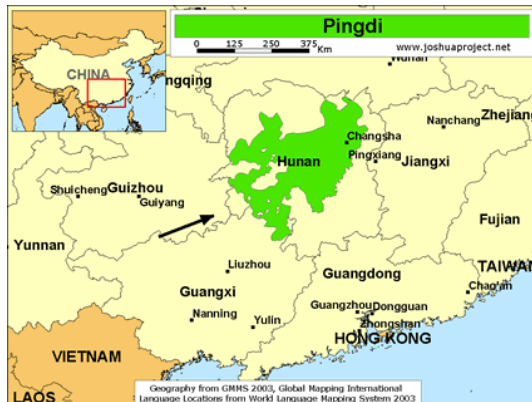 Pingdi
0 125 250 375
Km
www.joshuaproject.net
CHINA
Wuhan
Zhejiang
Nanchang
Changsha
Hunan
Pingxiang
Jiangxi
Shuicheng
Guizhou
Guiyang
Fujian
Yunnan
TAIWAN
Liuzhou
Guangdong
Chao'an
Guangxi
Guangzhou
Dongguan
Nanning
Yulin
Zhongshan
HONG KONG
VIETNAM
LAOS
Geography from GMMS 2003, Global Mapping International
Language Locations from World Language Mapping System 2003